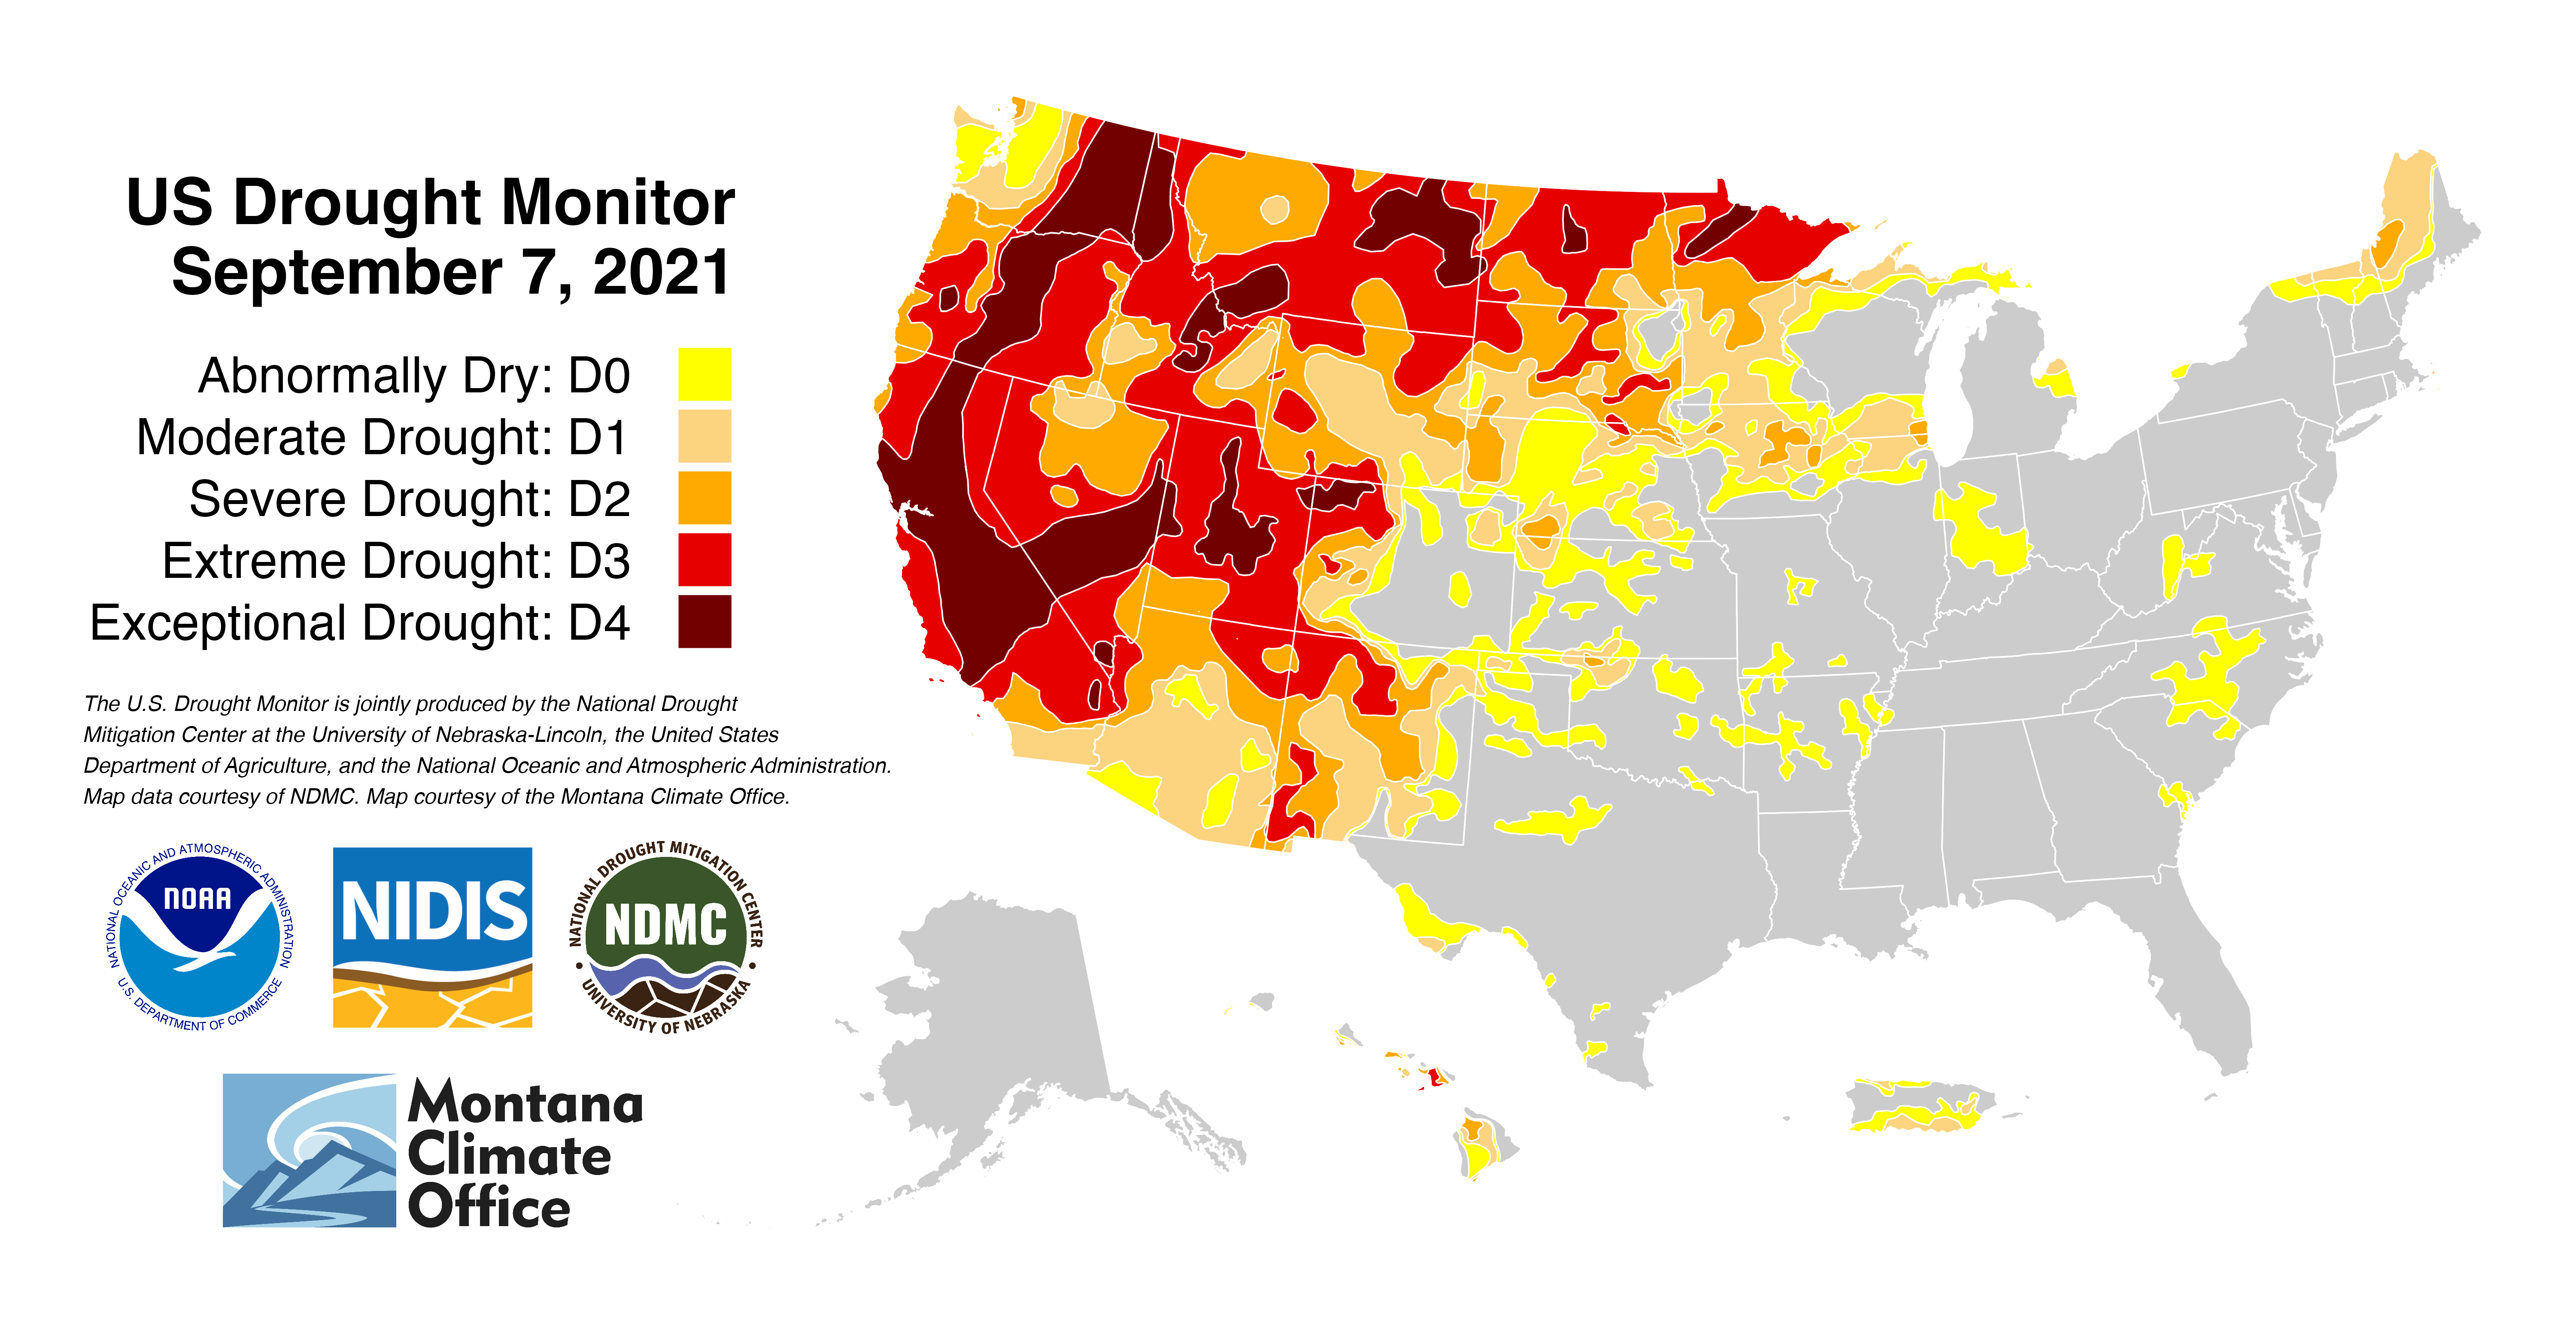 US Drought Monitor
September 7, 2021
Abnormally Dry: D0
Moderate Drought: D1
Severe Drought: D2
Extreme Drought: D3
Exceptional Drought: D4
The U.S. Drought Monitor is jointly produced by the National Drought
Mitigation Center at the University of Nebraska-Lincoln, the United States
Department of Agriculture, and the National Oceanic and Atmospheric Administration.
Map data courtesy of NDMC. Map courtesy of the Montana Climate Office.
NATIONAL OCEANIC AND ATMOSPHERIC ADMINISTRATION
NOAA
U.S. DEPARTMENT OF COMMERCE
NIDIS
NATIONAL DROUGHT MITIGATION CENTER
NDMC
• UNIVERSITY OF NEBRASKA •
Montana
Climate
Office